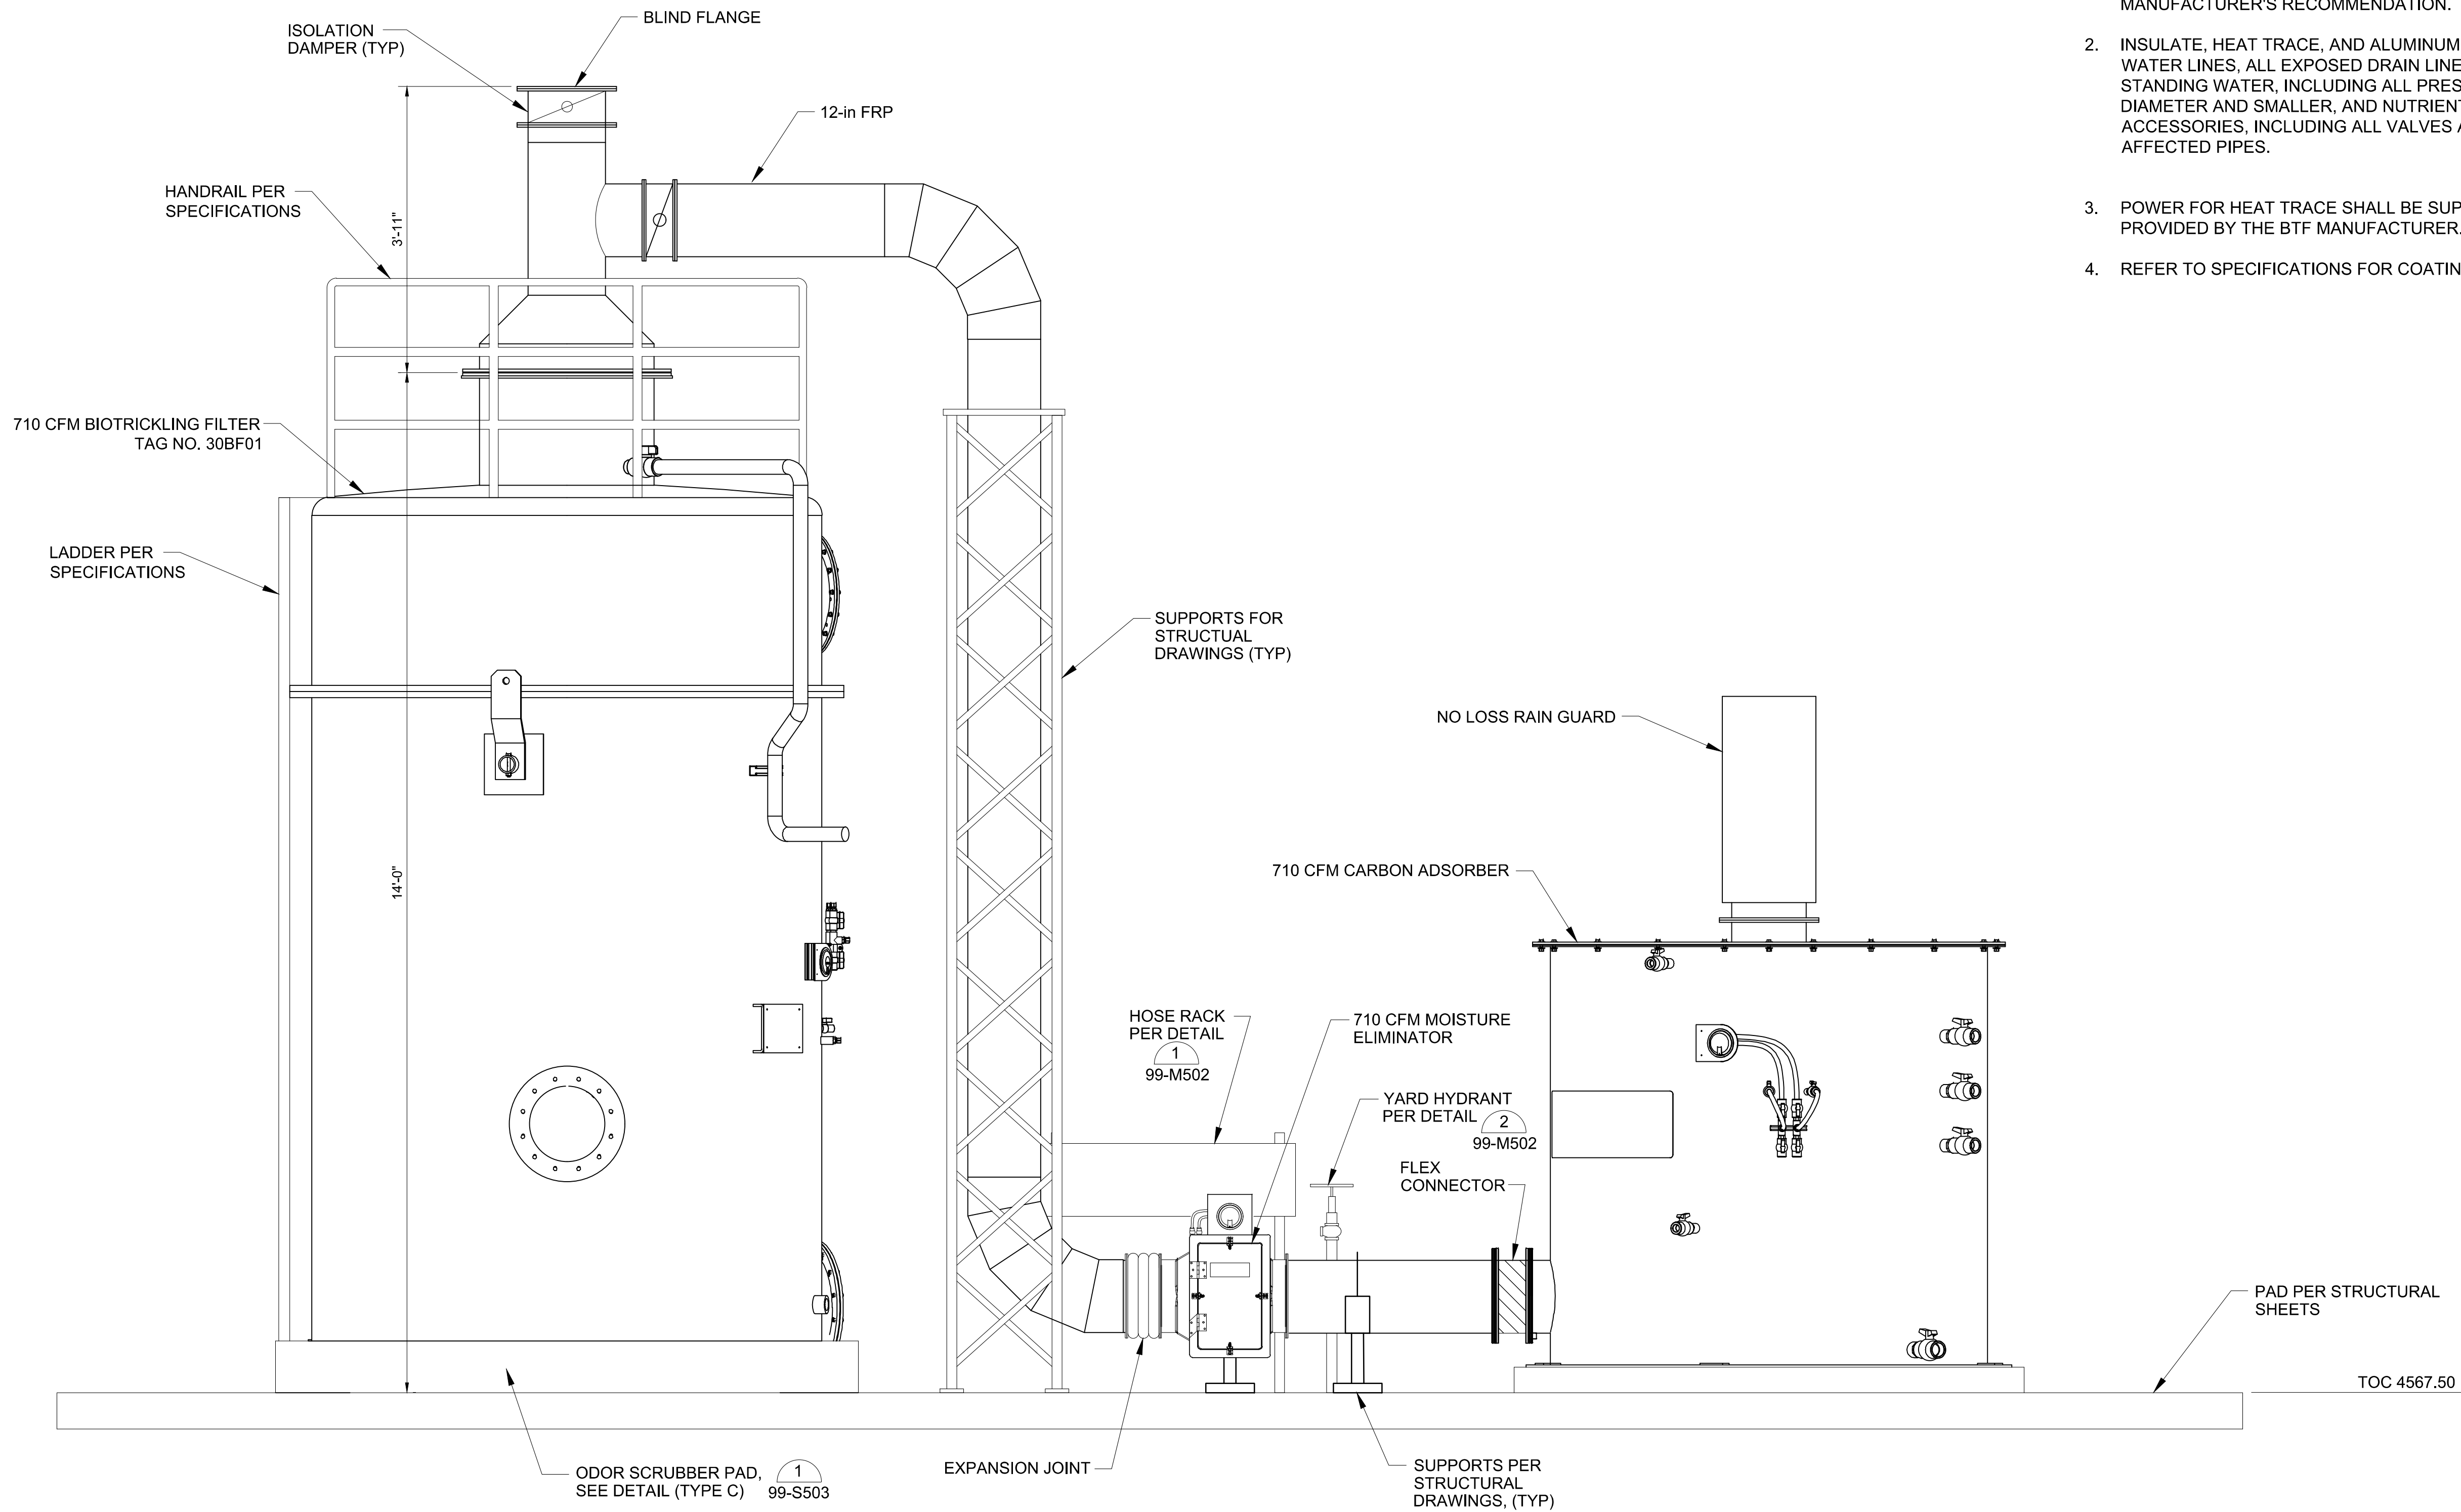 BLIND FLANGE
ISOLATION
DAMPER (TYP)
12-in FRP
HANDRAIL PER
SPECIFICATIONS
3'-11"
710 CFM BIOTRICKLING FILTER
TAG NO. 30BF01
LADDER PER
SPECIFICATIONS
14'-0"
SUPPORTS FOR
STRUCTUAL
DRAWINGS (TYP)
NO LOSS RAIN GUARD
710 CFM CARBON ADSORBER
HOSE RACK
PER DETAIL
1
99-M502
710 CFM MOISTURE
ELIMINATOR
YARD HYDRANT
PER DETAIL
2
99-M502
FLEX
CONNECTOR
PAD PER STRUCTURAL
SHEETS
TOC 4567.50
ODOR SCRUBBER PAD,
SEE DETAIL (TYPE C)
1
99-S503
EXPANSION JOINT
SUPPORTS PER
STRUCTURAL
DRAWINGS, (TYP)
MANUFACTURER'S RECOMMENDATION.
2. INSULATE, HEAT TRACE, AND ALUMINUM
WATER LINES, ALL EXPOSED DRAIN LINE
STANDING WATER, INCLUDING ALL PRES
DIAMETER AND SMALLER, AND NUTRIENT
ACCESSORIES, INCLUDING ALL VALVES A
AFFECTED PIPES.
3. POWER FOR HEAT TRACE SHALL BE SUP
PROVIDED BY THE BTF MANUFACTURER.
4. REFER TO SPECIFICATIONS FOR COATIN